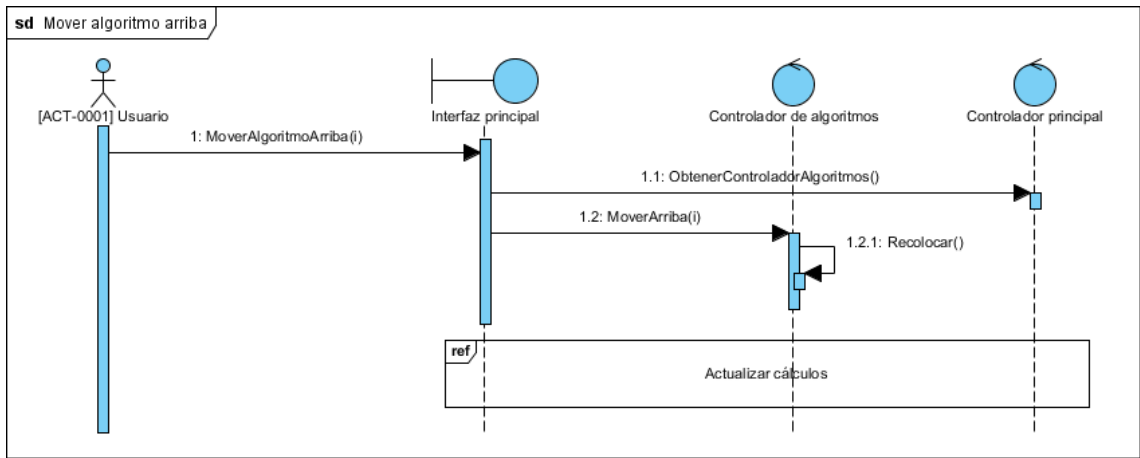 sd Mover algoritmo arriba
[ACT-0001] Usuario
Interfaz principal
Controlador de algoritmos
Controlador principal
1: MoverAlgoritmoArriba(i)
1.1: ObtenerControladorAlgoritmos()
1.2: MoverArriba(i)
1.2.1: Recolocar()
ref
Actualizar cálculos